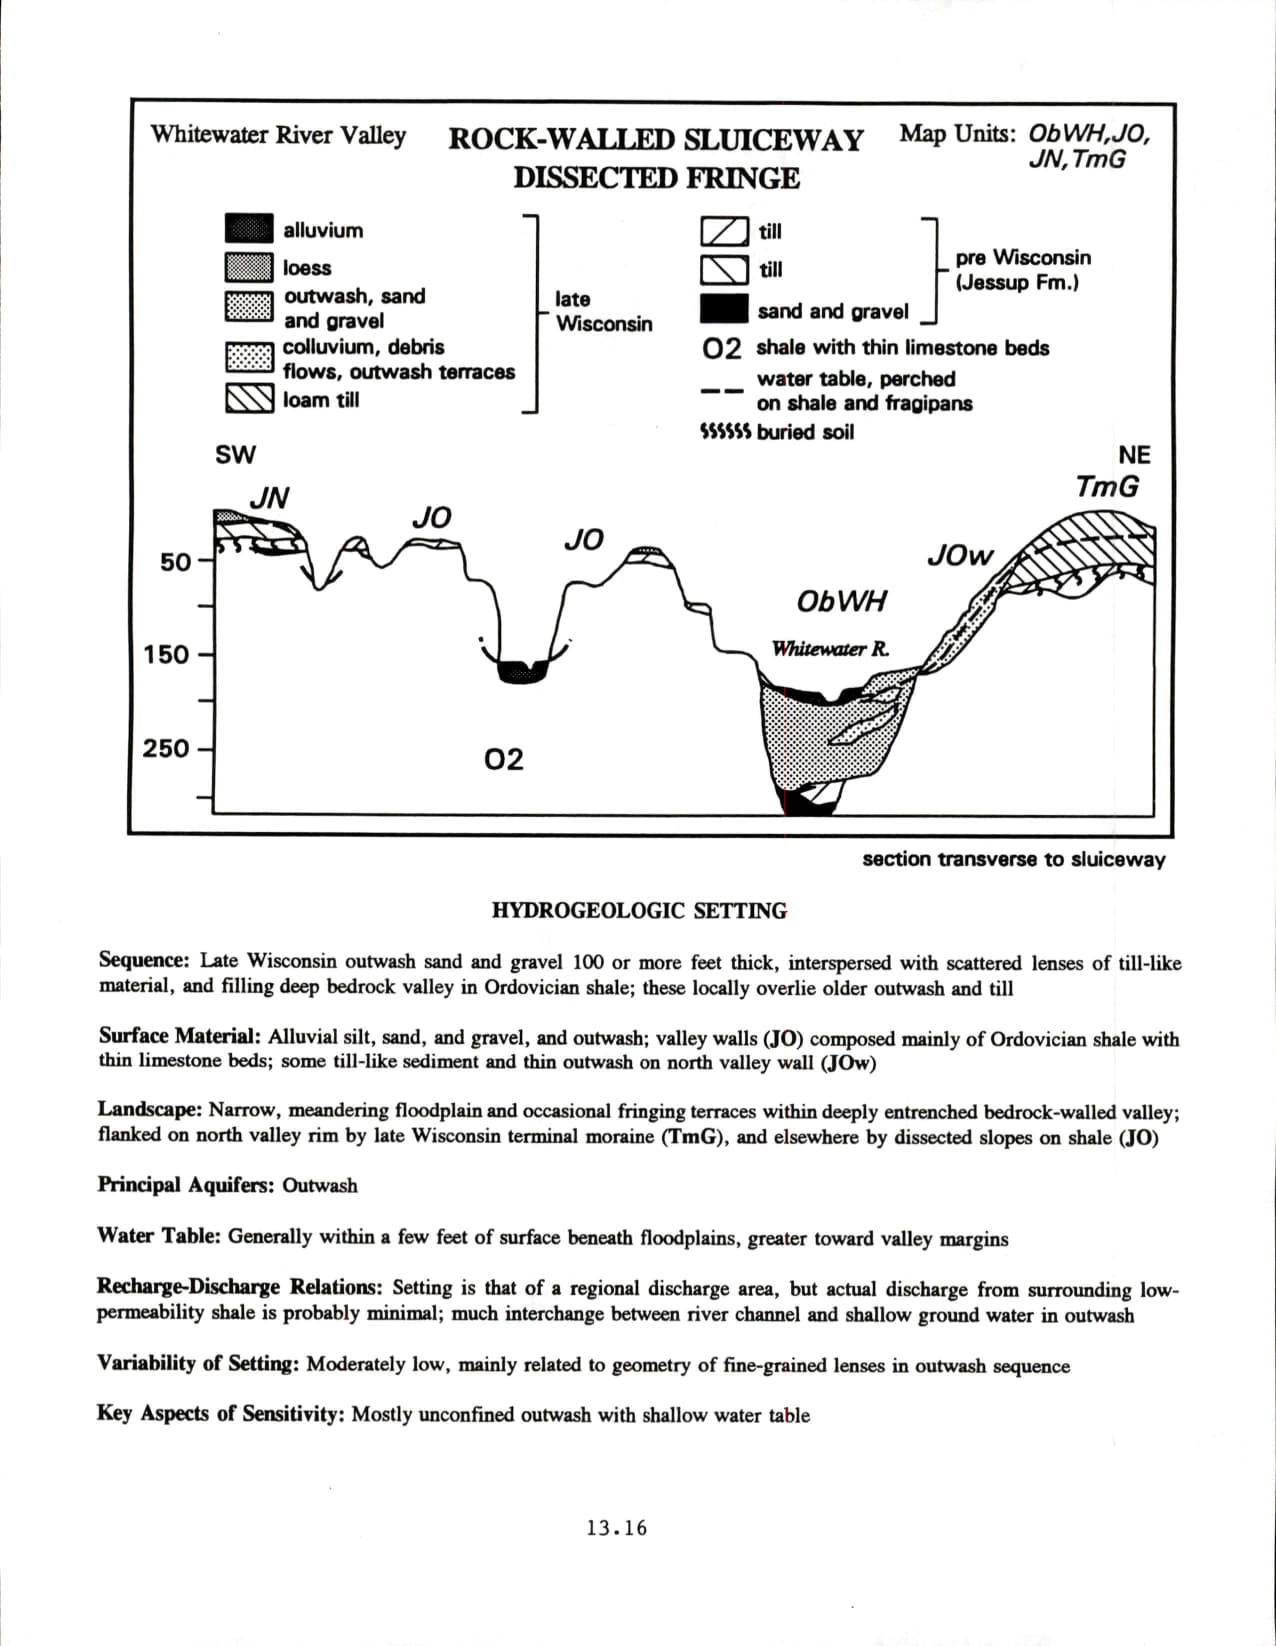 Whitewater River Valley
ROCK-WALLED SLUICEWAY
DISSECTED FRINGE
Map Units: ObWH,JO,
JN,TmG
alluvium
loess
outwash, sand
and gravel
colluvium, debris
flows, outwash terraces
loam till
late
Wisconsin
till
till
sand and gravel
pre Wisconsin
(Jessup Fm.)
O2 shale with thin limestone beds
water table, perched
on shale and fragipans
buried soil
SW
NE
JN
JO
JO
ObWH
Whitewater R.
JOw
TmG
50
150
250
O2
section transverse to sluiceway
HYDROGEOLOGIC SETTING
Sequence: Late Wisconsin outwash sand and gravel 100 or more feet thick, interspersed with scattered lenses of till-like
material, and filling deep bedrock valley in Ordovician shale; these locally overlie older outwash and till
Surface Material: Alluvial silt, sand, and gravel, and outwash; valley walls (JO) composed mainly of Ordovician shale with
thin limestone beds; some till-like sediment and thin outwash on north valley wall (JOw)
Landscape: Narrow, meandering floodplain and occasional fringing terraces within deeply entrenched bedrock-walled valley;
flanked on north valley rim by late Wisconsin terminal moraine (TmG), and elsewhere by dissected slopes on shale (JO)
Principal Aquifers: Outwash
Water Table: Generally within a few feet of surface beneath floodplains, greater toward valley margins
Recharge-Discharge Relations: Setting is that of a regional discharge area, but actual discharge from surrounding low-
permeability shale is probably minimal; much interchange between river channel and shallow ground water in outwash
Variability of Setting: Moderately low, mainly related to geometry of fine-grained lenses in outwash sequence
Key Aspects of Sensitivity: Mostly unconfined outwash with shallow water table
13.16